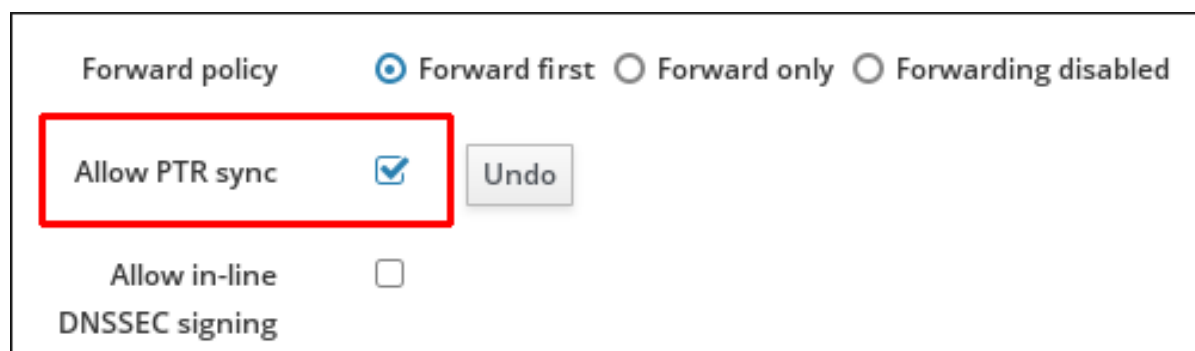 Forward policy Forward first Forward only Forwarding disabled
Allow PTR sync Undo
Allow in-line
DNSSEC signing